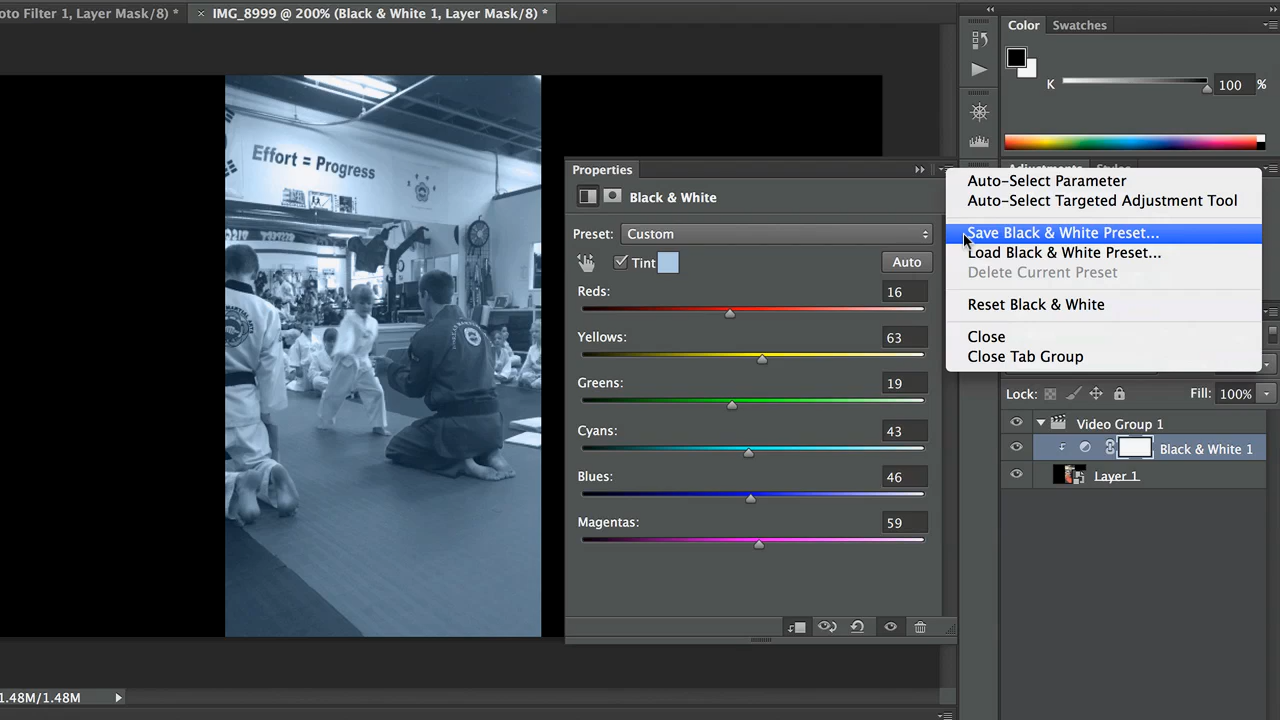 oto Filter 1, Layer Mask/8) *
× IMG_8999 @ 200% (Black & White 1, Layer Mask/8) *
Effort = Progress
Properties
Black & White
Preset: Custom
Tint
Auto
Reds: 16
Yellows: 63
Greens: 19
Cyans: 43
Blues: 46
Magentas: 59
Color Swatches
K 100 %
Adjustments Styles
Auto-Select Parameter
Auto-Select Targeted Adjustment Tool
Save Black & White Preset...
Load Black & White Preset...
Delete Current Preset
Reset Black & White
Close
Close Tab Group
Lock: Fill: 100%
Video Group 1
Black & White 1
Layer 1
1.48M/1.48M